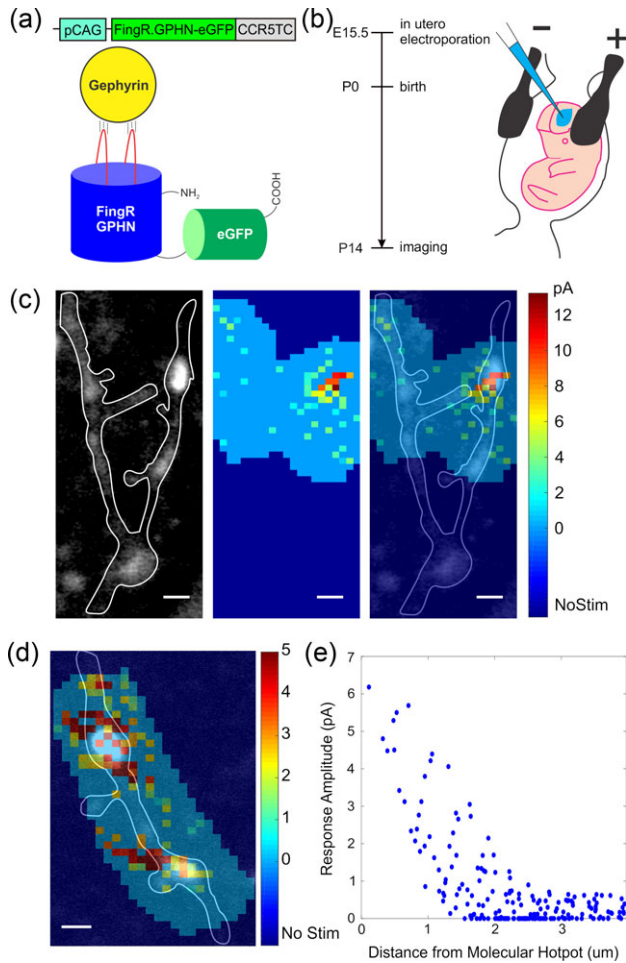 (a)
pCAG FingR.GPHN-eGFP CCR5TC
Gephyrin
FingR
GPHN
NH2
COOH
eGFP
(b)
E15.5
in utero
electroporation
P0
birth
P14
imaging
− +
(c)
pA
12
10
8
6
4
2
0
NoStim
(d)
5
4
3
2
1
0
No Stim
(e)
7
6
5
4
3
2
1
0
Response Amplitude (pA)
0 1 2 3
Distance from Molecular Hotpot (um)